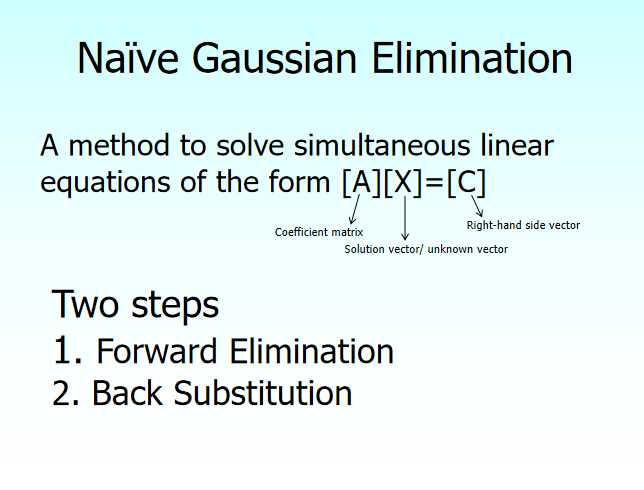 Naïve Gaussian Elimination
A method to solve simultaneous linear
equations of the form [A][X]=[C]
Coefficient matrix
Right-hand side vector
Solution vector/ unknown vector
Two steps
1. Forward Elimination
2. Back Substitution